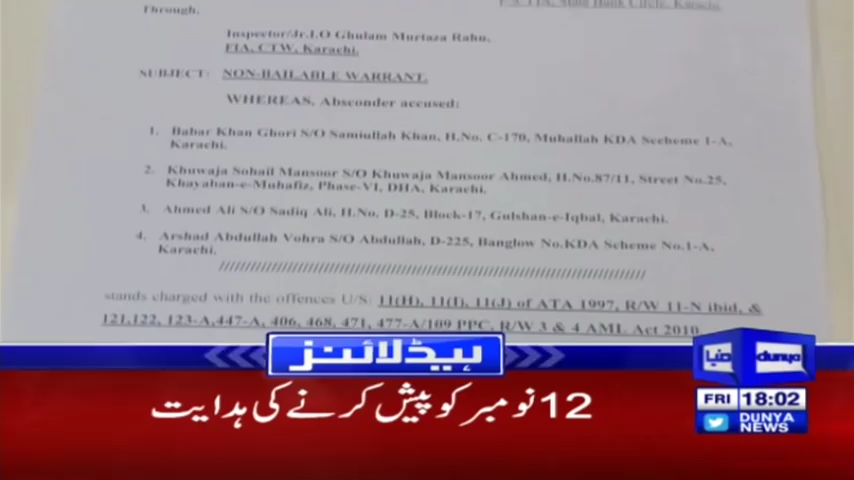 Through,
Inspector/Jr.I.O Ghulam Murtaza Rahu,
FIA, CTW, Karachi.
SUBJECT: NON-BAILABLE WARRANT.
WHEREAS, Absconder accused:
1. Babar Khan Ghori S/O Samiullah Khan, H.No. C-170, Muhallah KDA Sccheme 1-A,
Karachi.
2. Khuwaja Sohail Mansoor S/O Khuwaja Mansoor Ahmed, H.No.87/11, Street No.25,
Khayaban-e-Muhafiz, Phase-VI, DHA, Karachi.
3. Ahmed Ali S/O Sadiq Ali, H.No. D-25, Block-17, Gulshan-e-Iqbal, Karachi.
4. Arshad Abdullah Vohra S/O Abdullah, D-225, Banglow No.KDA Scheme No.1-A,
Karachi.
////////////////////////////////////////////////////////////////////////
stands charged with the offences U/S: 11(H), 11(I), 11(J) of ATA 1997, R/W 11-N ibid, &
121,122, 123-A,447-A, 406, 468, 471, 477-A/109 PPC, R/W 3 & 4 AML Act 2010
ہیڈلائنز
دنیا dunya
12 نومبر کو پیش کرنے کی ہدایت
FRI 18:02
DUNYA
NEWS